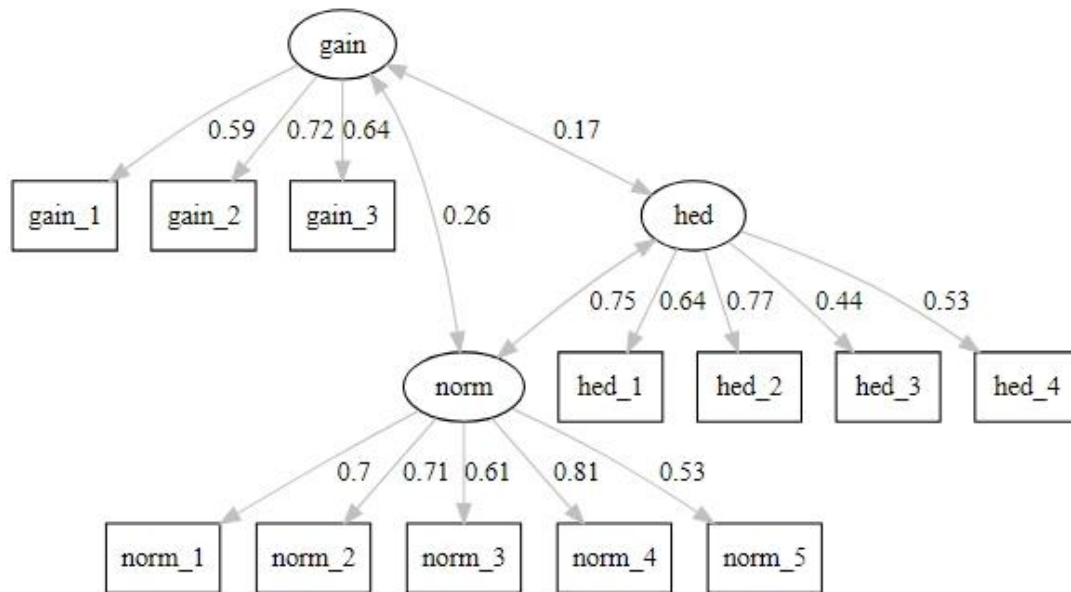 gain
0.59
0.72
0.64
0.17
gain_1
gain_2
gain_3
0.26
hed
0.75
0.64
0.77
0.44
0.53
norm
hed_1
hed_2
hed_3
hed_4
0.7
0.71
0.61
0.81
0.53
norm_1
norm_2
norm_3
norm_4
norm_5